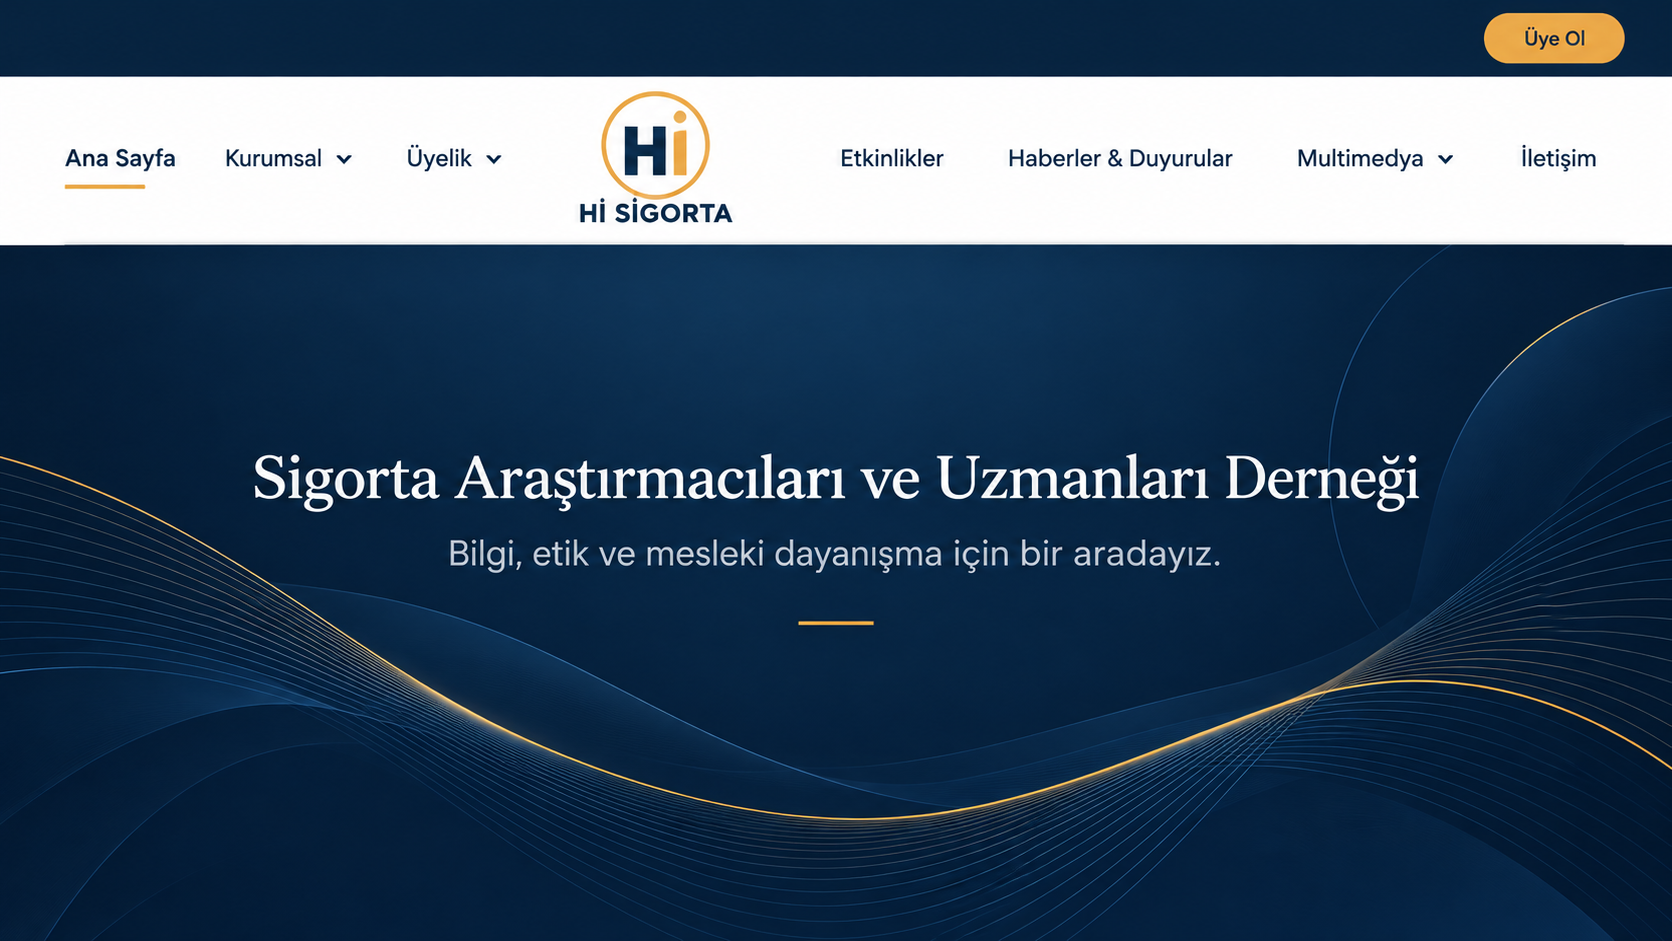 Üye Ol
Ana Sayfa
Kurumsal
Üyelik
Hi
Hİ SİGORTA
Etkinlikler
Haberler & Duyurular
Multimedya
İletişim
Sigorta Araştırmacıları ve Uzmanları Derneği
Bilgi, etik ve mesleki dayanışma için bir aradayız.